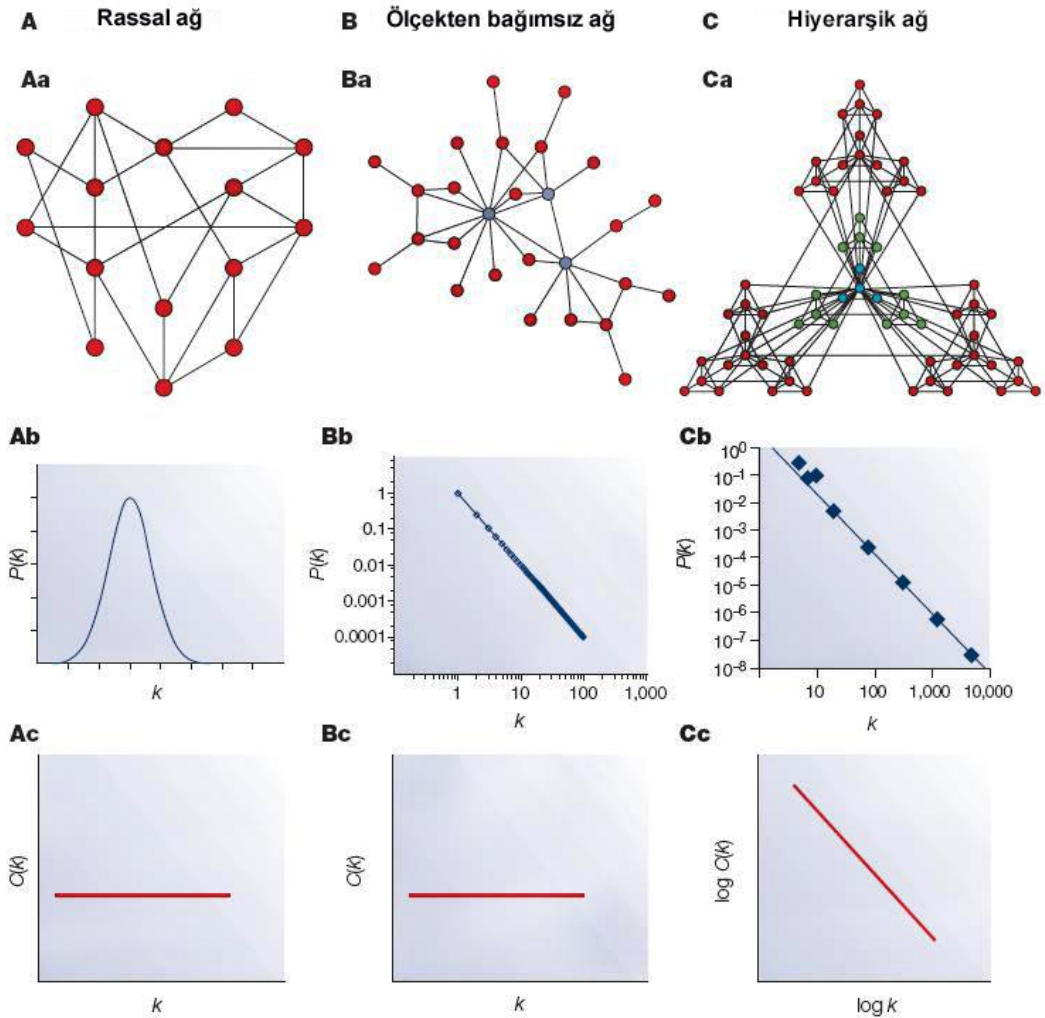 A Rassal ağ
B Ölçekten bağımsız ağ
C Hiyerarşik ağ
Aa
Ba
Ca
Ab
P(k)
k
Bb
1
0.1
0.01
0.001
0.0001
P(k)
1 10 100 1,000
k
Cb
10⁰
10⁻¹
10⁻²
10⁻³
10⁻⁴
10⁻⁵
10⁻⁶
10⁻⁷
10⁻⁸
P(k)
10 100 1,000 10,000
k
Ac
C(k)
k
Bc
C(k)
k
Cc
log C(k)
log k